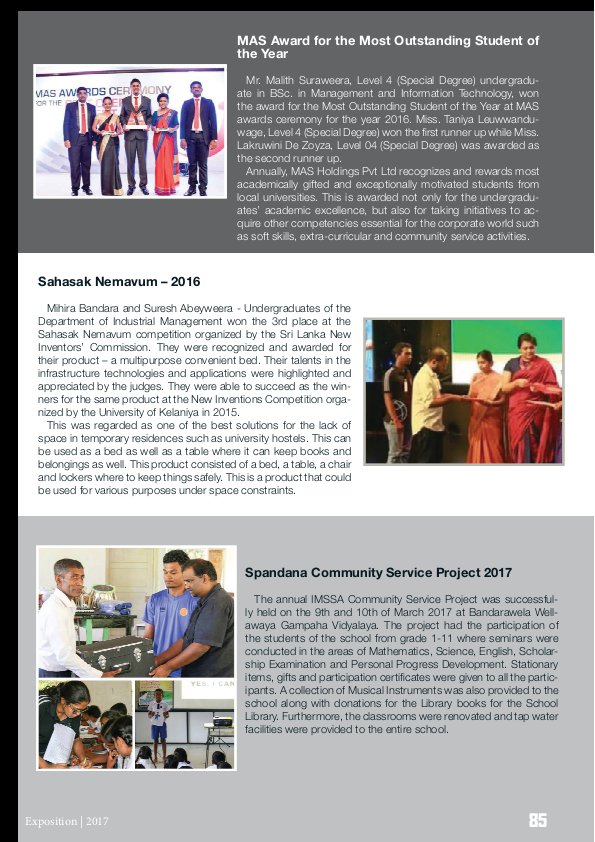 MAS Award for the Most Outstanding Student of
the Year
Mr. Malith Suraweera, Level 4 (Special Degree) undergradu-
ate in BSc. in Management and Information Technology, won
the award for the Most Outstanding Student of the Year at MAS
awards ceremony for the year 2016. Miss. Taniya Leuwwandu-
wage, Level 4 (Special Degree) won the first runner up while Miss.
Lakruwini De Zoyza, Level 04 (Special Degree) was awarded as
the second runner up.
Annually, MAS Holdings Pvt Ltd recognizes and rewards most
academically gifted and exceptionally motivated students from
local universities. This is awarded not only for the undergradu-
ates' academic excellence, but also for taking initiatives to ac-
quire other competencies essential for the corporate world such
as soft skills, extra-curricular and community service activities.
MAS AWARDS CEREMONY
FOR THE
Sahasak Nemavum – 2016
Mihira Bandara and Suresh Abeyweera - Undergraduates of the
Department of Industrial Management won the 3rd place at the
Sahasak Nemavum competition organized by the Sri Lanka New
Inventors' Commission. They were recognized and awarded for
their product – a multipurpose convenient bed. Their talents in the
infrastructure technologies and applications were highlighted and
appreciated by the judges. They were able to succeed as the win-
ners for the same product at the New Inventions Competition orga-
nized by the University of Kelaniya in 2015.
This was regarded as one of the best solutions for the lack of
space in temporary residences such as university hostels. This can
be used as a bed as well as a table where it can keep books and
belongings as well. This product consisted of a bed, a table, a chair
and lockers where to keep things safely. This is a product that could
be used for various purposes under space constraints.
Spandana Community Service Project 2017
The annual IMSSA Community Service Project was successful-
ly held on the 9th and 10th of March 2017 at Bandarawela Well-
awaya Gampaha Vidyalaya. The project had the participation of
the students of the school from grade 1-11 where seminars were
conducted in the areas of Mathematics, Science, English, Scholar-
ship Examination and Personal Progress Development. Stationary
items, gifts and participation certificates were given to all the partic-
ipants. A collection of Musical Instruments was also provided to the
school along with donations for the Library books for the School
Library. Furthermore, the classrooms were renovated and tap water
facilities were provided to the entire school.
YES, I CAN
Exposition | 2017
85